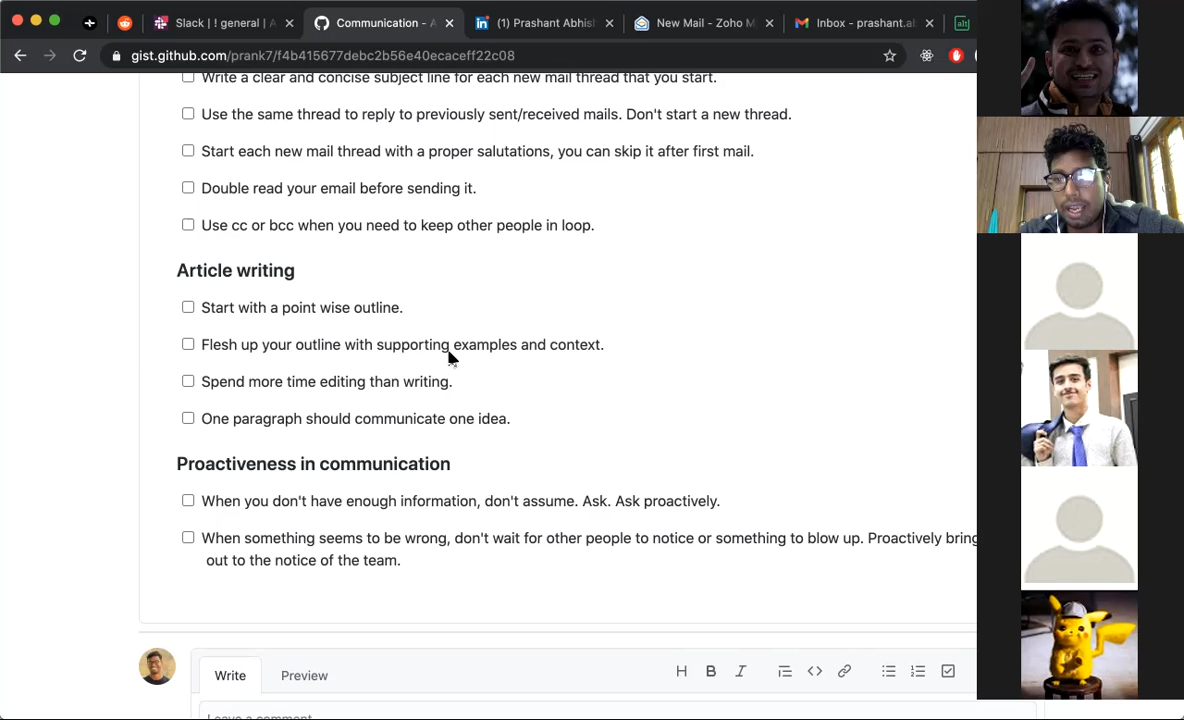 Slack | ! general | A
Communication - A
(1) Prashant Abhish
New Mail - Zoho M
Inbox - prashant.al
alt
gist.github.com/prank7/f4b415677debc2b56e40ecaceff22c08
Write a clear and concise subject line for each new mail thread that you start.
Use the same thread to reply to previously sent/received mails. Don't start a new thread.
Start each new mail thread with a proper salutations, you can skip it after first mail.
Double read your email before sending it.
Use cc or bcc when you need to keep other people in loop.
Article writing
Start with a point wise outline.
Flesh up your outline with supporting examples and context.
Spend more time editing than writing.
One paragraph should communicate one idea.
Proactiveness in communication
When you don't have enough information, don't assume. Ask. Ask proactively.
When something seems to be wrong, don't wait for other people to notice or something to blow up. Proactively bring
out to the notice of the team.
Write
Preview
H B I
Leave a comment